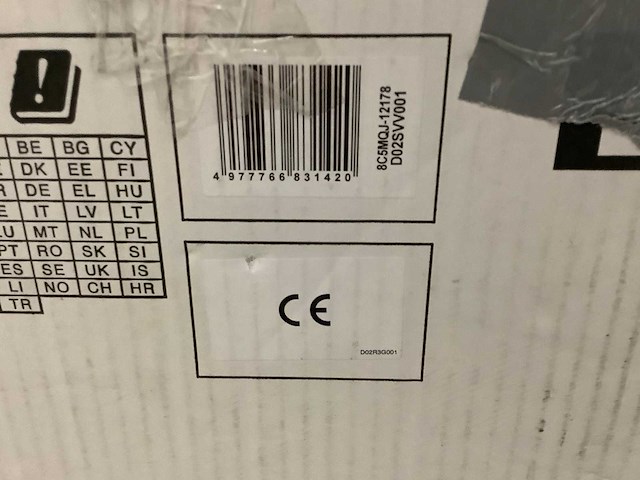 BE BG CY
DK EE FI
DE EL HU
IT LV LT
MT NL PL
PT RO SK SI
ES SE UK IS
LI NO CH HR
TR
4 977766 831420
8C5MQJ-12178
D02SVV001
CE
D02R3G001